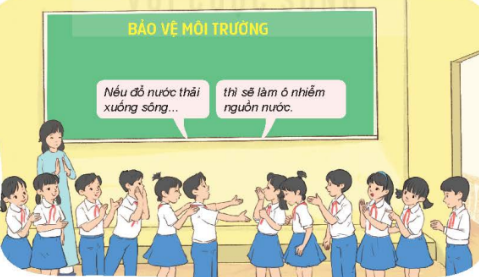 BẢO VỆ MÔI TRƯỜNG
Nếu đổ nước thải
xuống sông...
thì sẽ làm ô nhiễm
nguồn nước.